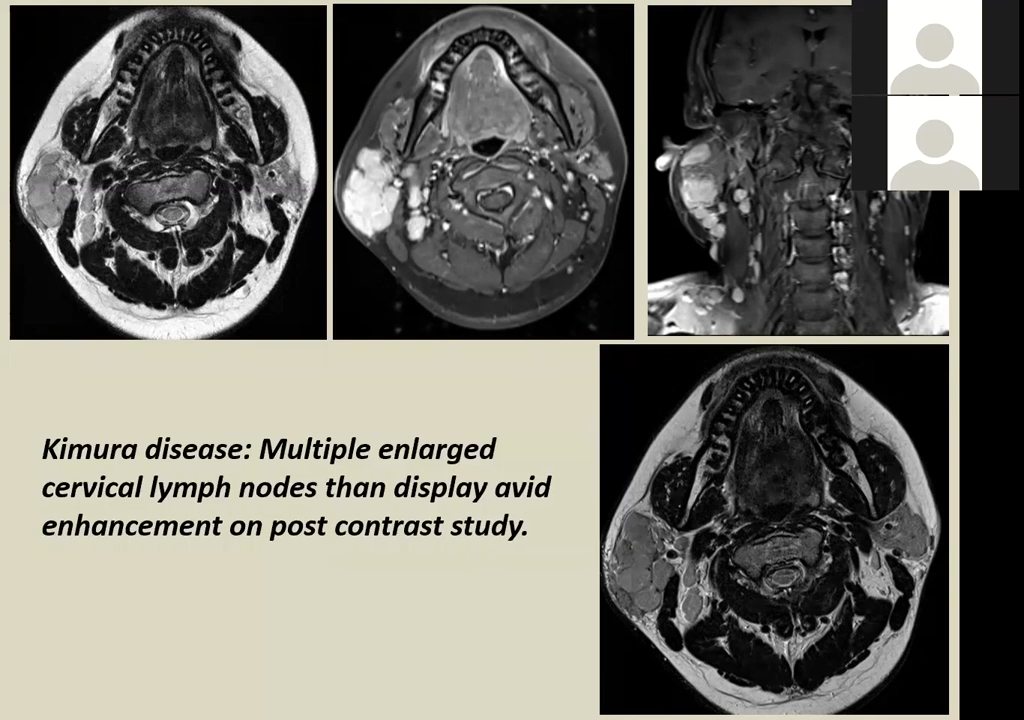 Kimura disease: Multiple enlarged
cervical lymph nodes than display avid
enhancement on post contrast study.